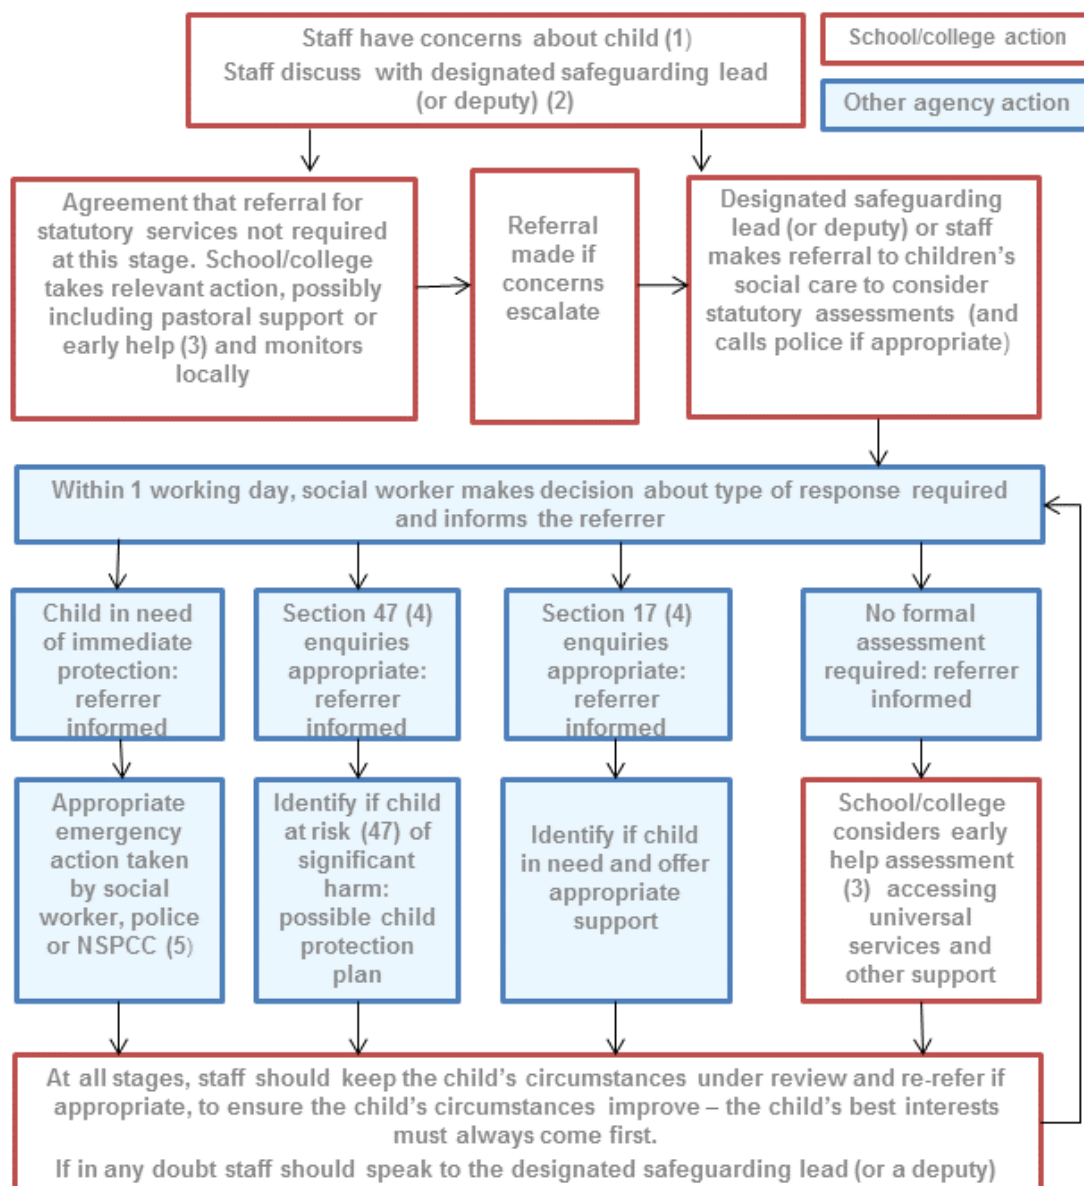 Staff have concerns about child (1)
Staff discuss with designated safeguarding lead
(or deputy) (2)
School/college action
Other agency action
Agreement that referral for
statutory services not required
at this stage. School/college
takes relevant action, possibly
including pastoral support or
early help (3) and monitors
locally
Referral
made if
concerns
escalate
Designated safeguarding
lead (or deputy) or staff
makes referral to children’s
social care to consider
statutory assessments (and
calls police if appropriate)
Within 1 working day, social worker makes decision about type of response required
and informs the referrer
Child in need
of immediate
protection:
referrer
informed
Section 47 (4)
enquiries
appropriate:
referrer
informed
Section 17 (4)
enquiries
appropriate:
referrer
informed
No formal
assessment
required: referrer
informed
Appropriate
emergency
action taken
by social
worker, police
or NSPCC (5)
Identify if child
at risk (47) of
significant
harm:
possible child
protection
plan
Identify if child
in need and offer
appropriate
support
School/college
considers early
help assessment
(3) accessing
universal
services and
other support
At all stages, staff should keep the child’s circumstances under review and re-refer if
appropriate, to ensure the child’s circumstances improve – the child’s best interests
must always come first.
If in any doubt staff should speak to the designated safeguarding lead (or a deputy)